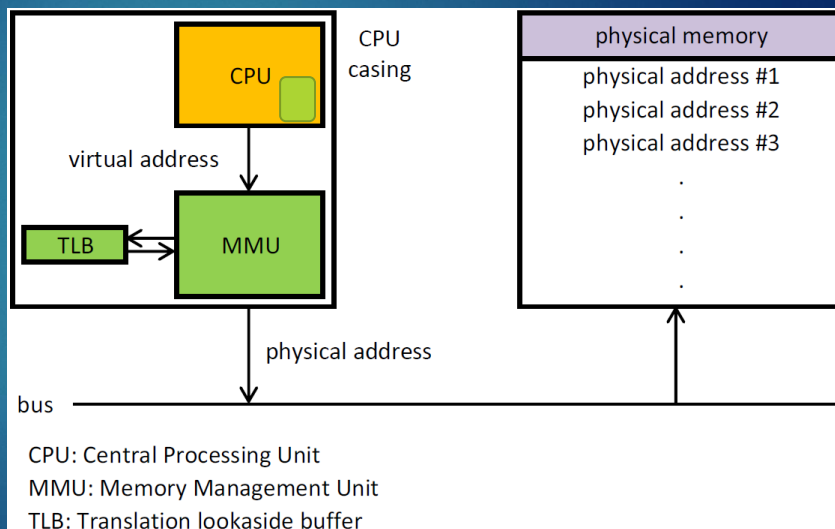 CPU
CPU
casing
virtual address
TLB
MMU
physical address
bus
physical memory
physical address #1
physical address #2
physical address #3
.
.
.
.
CPU: Central Processing Unit
MMU: Memory Management Unit
TLB: Translation lookaside buffer